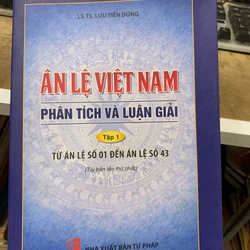 LS.TS. LƯU TIẾN DŨNG
ÁN LỆ VIỆT NAM
PHÂN TÍCH VÀ LUẬN GIẢI
Tập 1
TỪ ÁN LỆ SỐ 01 ĐẾN ÁN LỆ SỐ 43
(Tái bản lần thứ nhất)
NHÀ XUẤT BẢN TƯ PHÁP